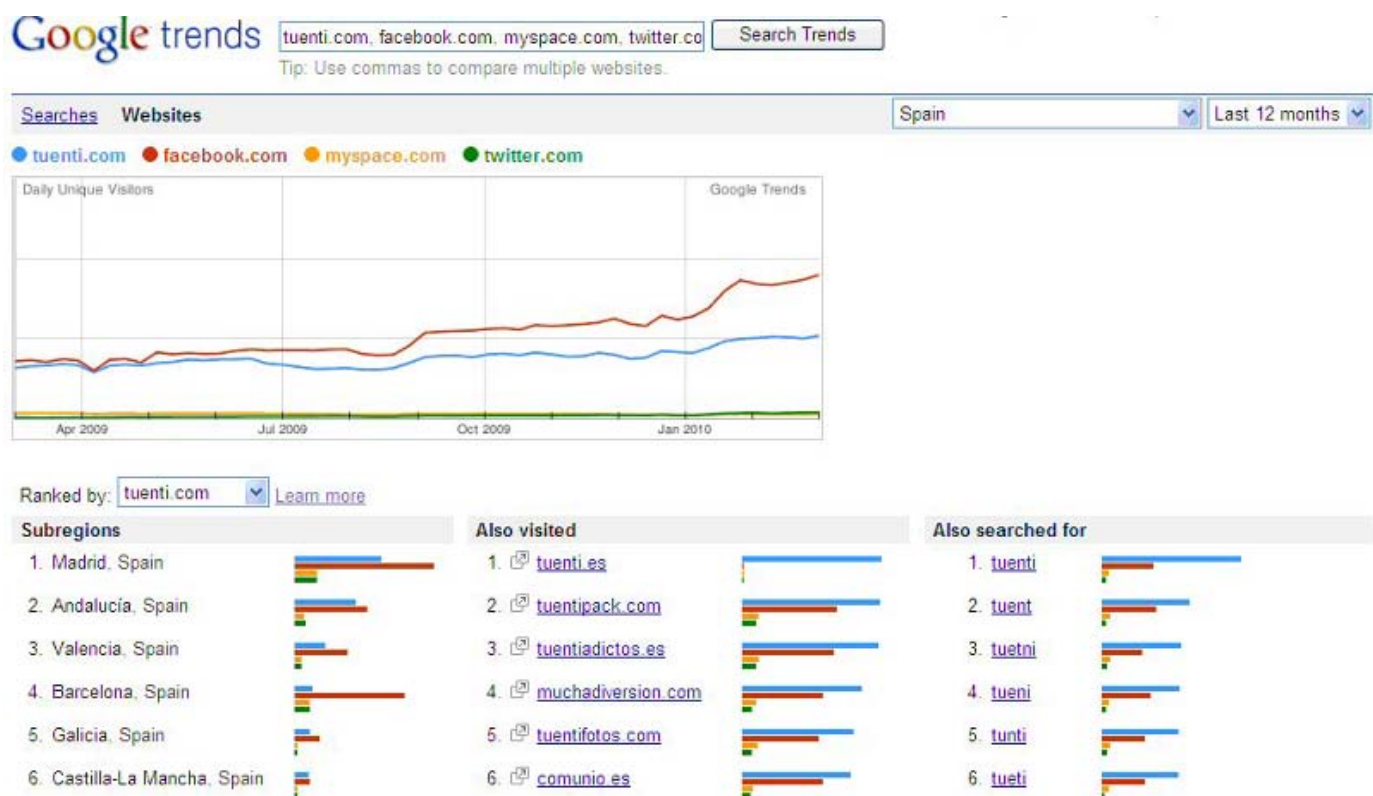 Google trends
tuenti.com, facebook.com, myspace.com, twitter.co
Search Trends
Tip: Use commas to compare multiple websites.
Searches Websites
Spain
Last 12 months
tuenti.com facebook.com myspace.com twitter.com
Daily Unique Visitors
Google Trends
Apr 2009
Jul 2009
Oct 2009
Jan 2010
Ranked by: tuenti.com Learn more
Subregions
1. Madrid, Spain
2. Andalucía, Spain
3. Valencia, Spain
4. Barcelona, Spain
5. Galicia, Spain
6. Castilla-La Mancha, Spain
Also visited
1. tuenti.es
2. tuentipack.com
3. tuentiadictos.es
4. muchadiversion.com
5. tuentifotos.com
6. comunio.es
Also searched for
1. tuenti
2. tuent
3. tuetni
4. tueni
5. tunti
6. tueti